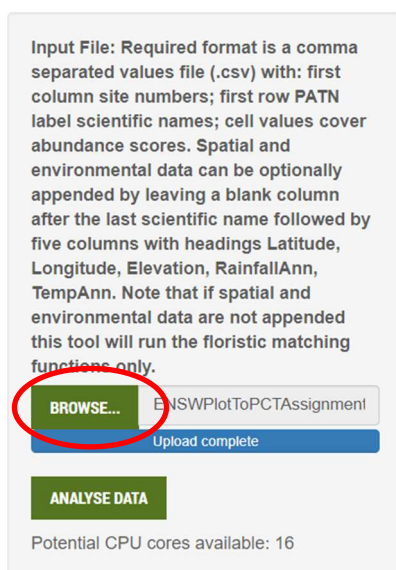 Input File: Required format is a comma
separated values file (.csv) with: first
column site numbers; first row PATN
label scientific names; cell values cover
abundance scores. Spatial and
environmental data can be optionally
appended by leaving a blank column
after the last scientific name followed by
five columns with headings Latitude,
Longitude, Elevation, RainfallAnn,
TempAnn. Note that if spatial and
environmental data are not appended
this tool will run the floristic matching
functions only.
BROWSE... ENSWPlotToPCTAssignment
Upload complete
ANALYSE DATA
Potential CPU cores available: 16